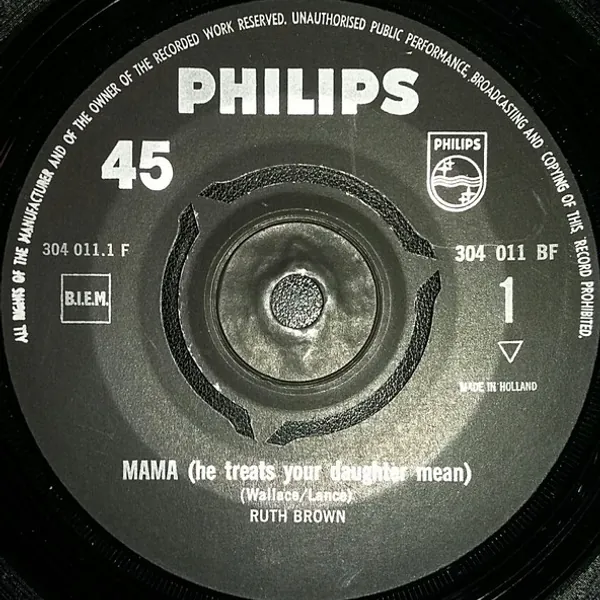 ALL RIGHTS OF THE MANUFACTURER AND OF THE OWNER OF THE RECORDED WORK RESERVED. UNAUTHORISED PUBLIC PERFORMANCE, BROADCASTING AND COPYING OF THIS RECORD PROHIBITED.
PHILIPS
45
PHILIPS
304 011.1 F
304 011 BF
B.I.E.M.
1
MADE IN HOLLAND
MAMA (he treats your daughter mean)
(Wallace/Lance)
RUTH BROWN